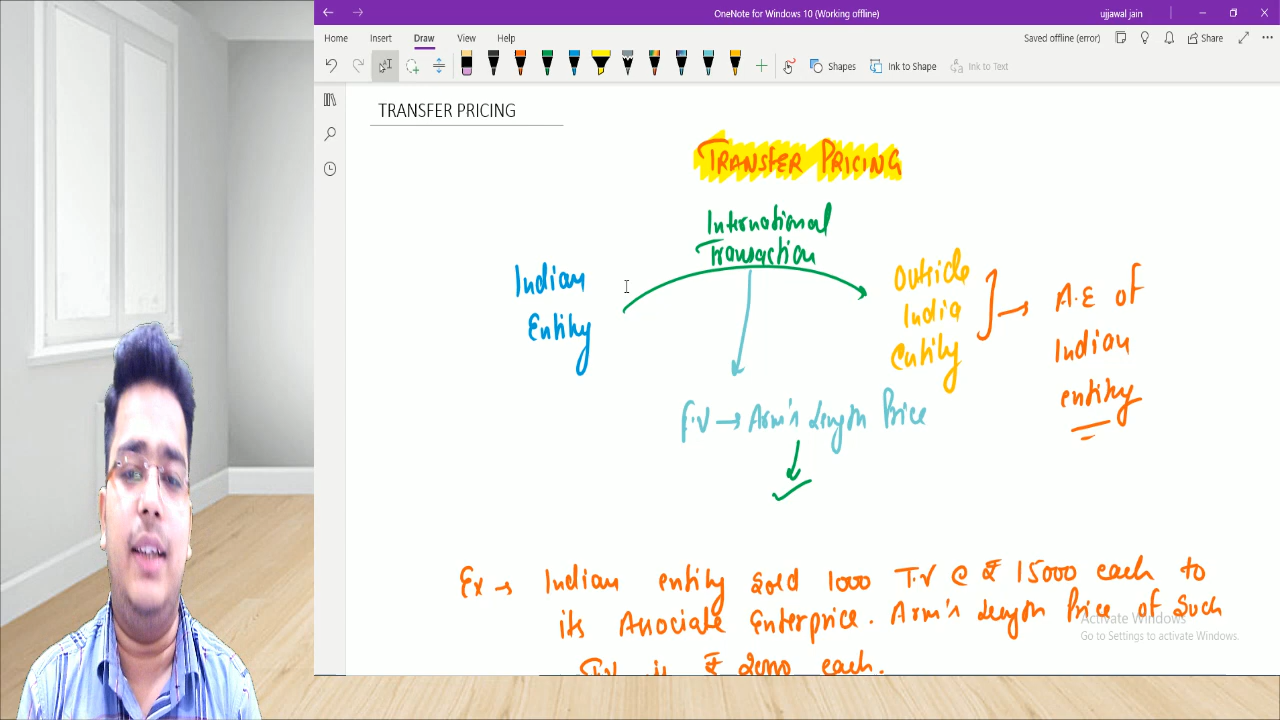 OneNote for Windows 10 (Working offline)
ujjawal jain
Home Insert Draw View Help
Saved offline (error)
Share
Shapes
Ink to Shape
Ink to Text
TRANSFER PRICING
TRANSFER PRICING
International
Transaction
Indian
Entity
Outside
India
Entity
A.E of
Indian
entity
F.V → Arm's Length Price
Ex → Indian entity sold 1000 T.V @ ₹ 15000 each to
its Associate Enterprice. Arm's Length Price of Such
T.V is ₹ each.
Activate Windows
Go to Settings to activate Windows.